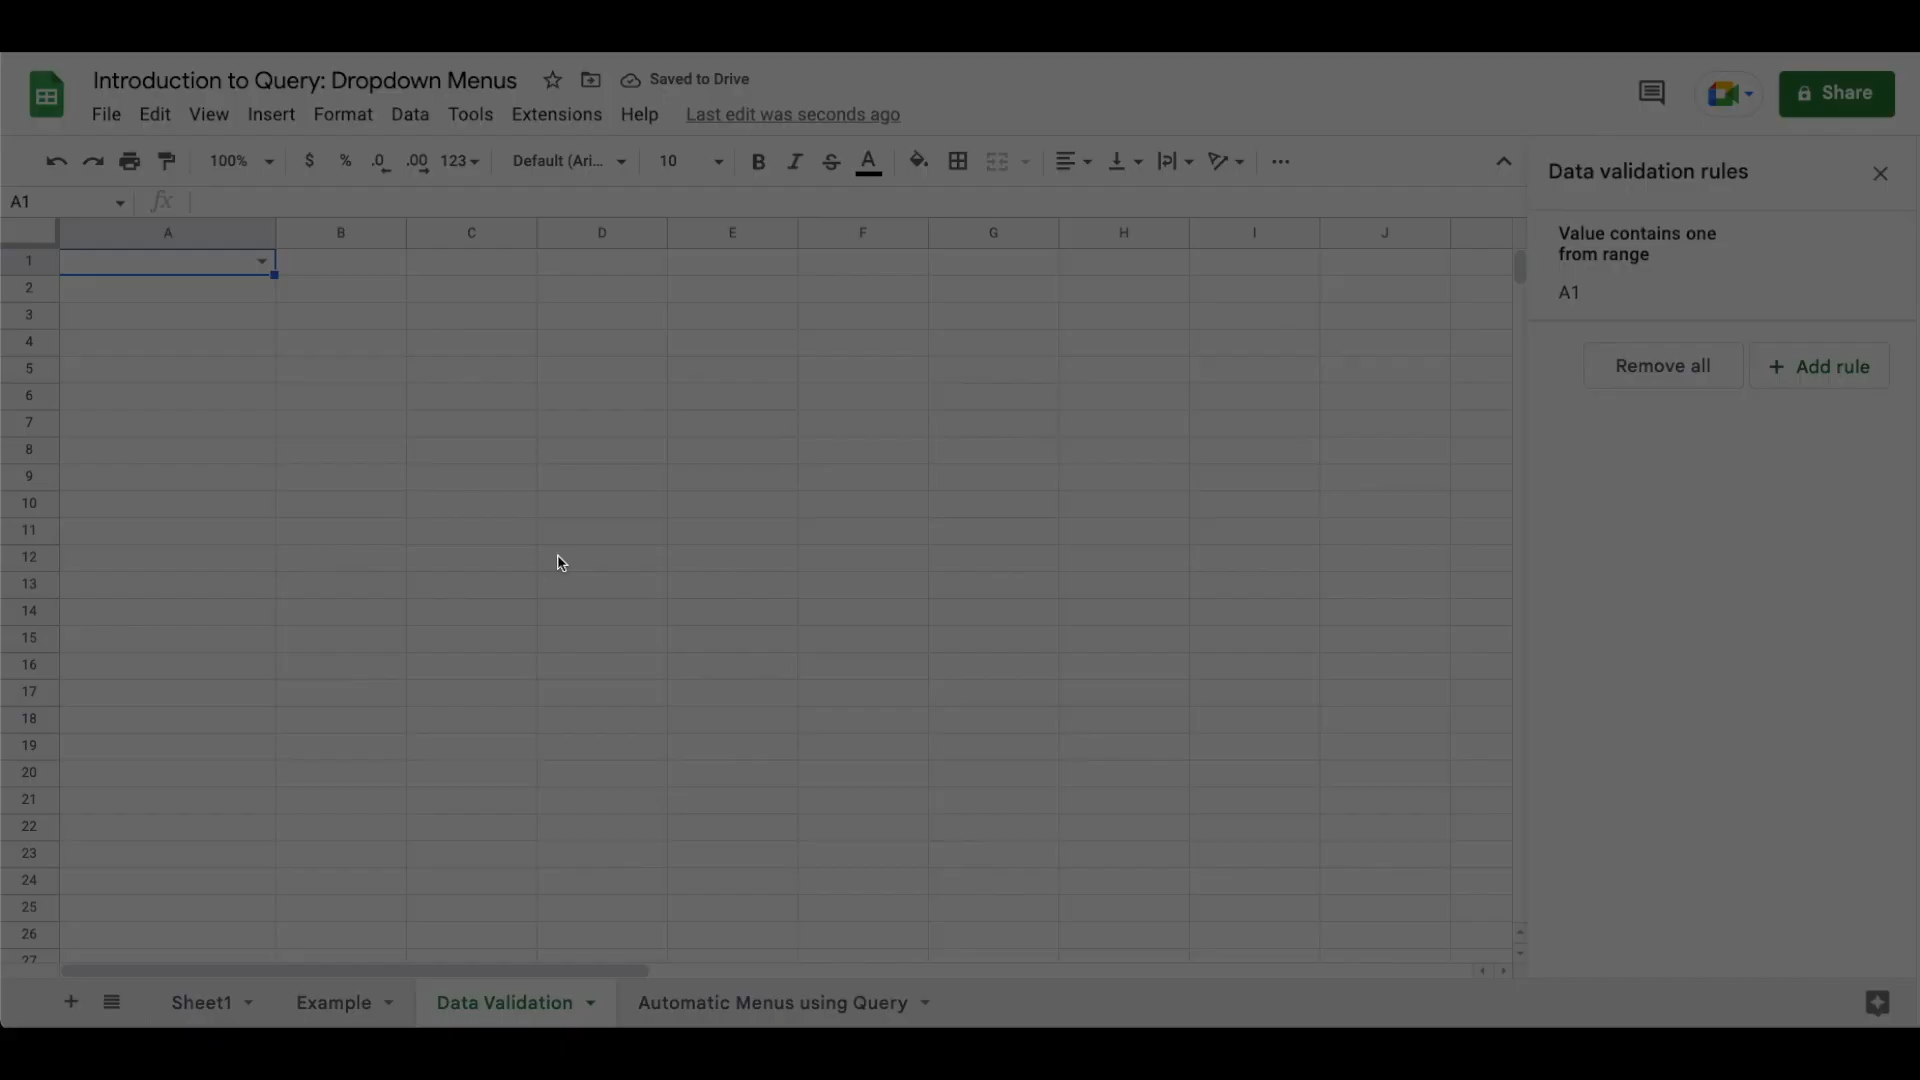 Introduction to Query: Dropdown Menus Saved to Drive
File Edit View Insert Format Data Tools Extensions Help Last edit was seconds ago
Share
100% $ % .0 .00 123 Default (Ari... 10 B I S A
Data validation rules
A1 fx
A B C D E F G H I J
Value contains one
from range
A1
Remove all
+ Add rule
1
2
3
4
5
6
7
8
9
10
11
12
13
14
15
16
17
18
19
20
21
22
23
24
25
26
27
+ Sheet1 Example Data Validation Automatic Menus using Query